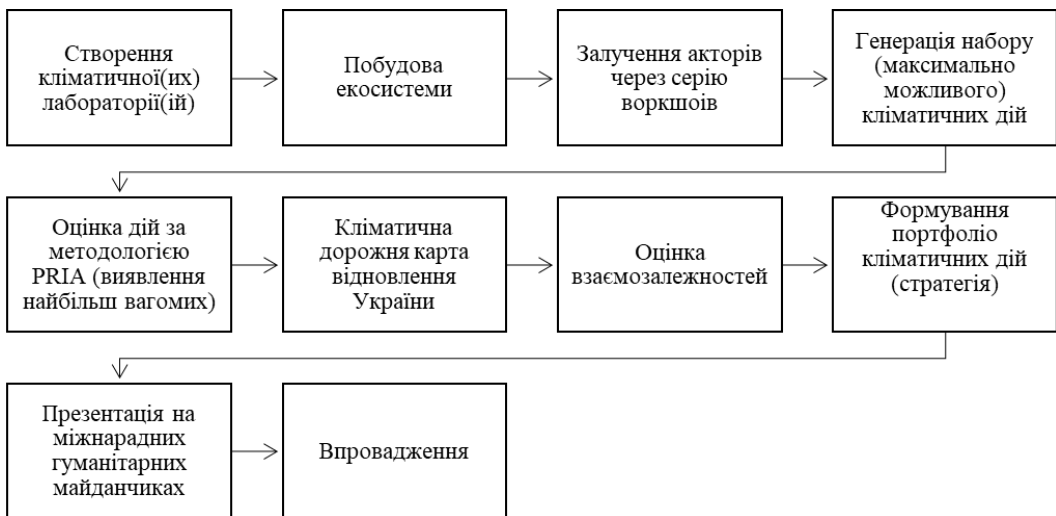 Створення
кліматичної(их)
лабораторії(ій)
Побудова
екосистеми
Залучення акторів
через серію
воркшоів
Генерація набору
(максимально
можливого)
кліматичних дій
Оцінка дій за
методологією
PRIA (виявлення
найбільш вагомих)
Кліматична
дорожня карта
відновлення
України
Оцінка
взаємозалежностей
Формування
портфоліо
кліматичних дій
(стратегія)
Презентація на
міжнарадних
гуманітарних
майданчиках
Впровадження